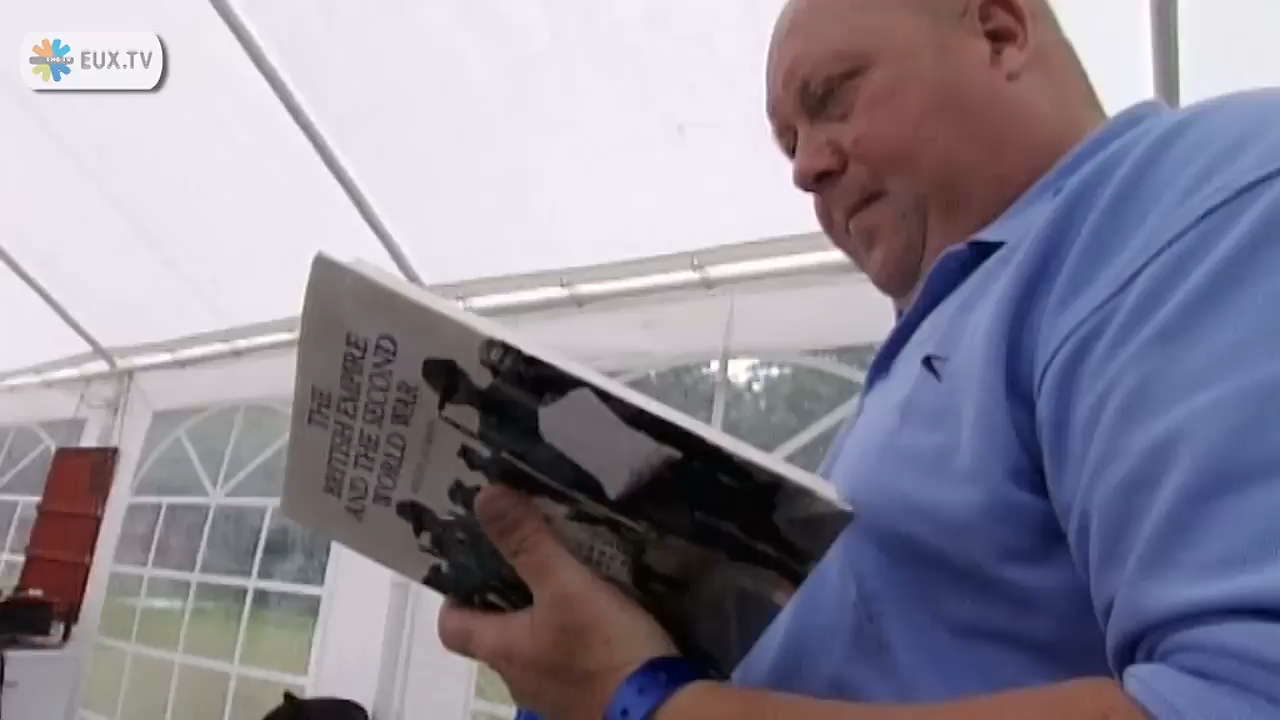 EUX.TV
THE
BRITISH EMPIRE
AND THE SECOND
WORLD WAR